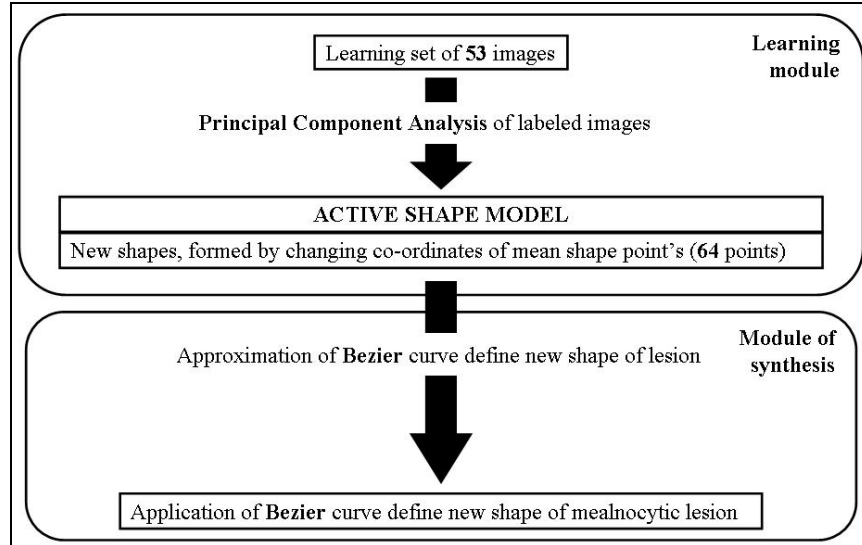 Learning set of 53 images
Learning
module
Principal Component Analysis of labeled images
ACTIVE SHAPE MODEL
New shapes, formed by changing co-ordinates of mean shape point's (64 points)
Module of
synthesis
Approximation of Bezier curve define new shape of lesion
Application of Bezier curve define new shape of mealnocytic lesion